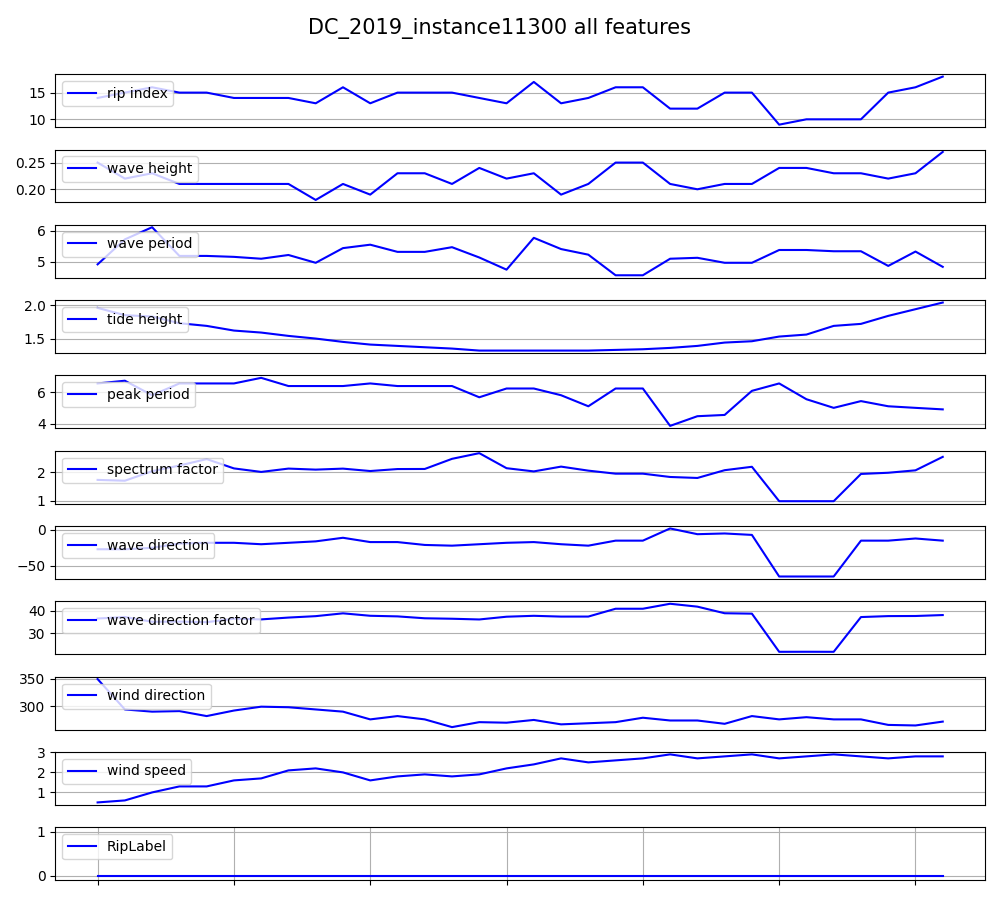 DC_2019_instance11300 all features
15
10
rip index
0.25
0.20
wave height
6
5
wave period
2.0
1.5
tide height
6
4
peak period
2
1
spectrum factor
0
−50
wave direction
40
30
wave direction factor
350
300
wind direction
3
2
1
wind speed
1
0
RipLabel